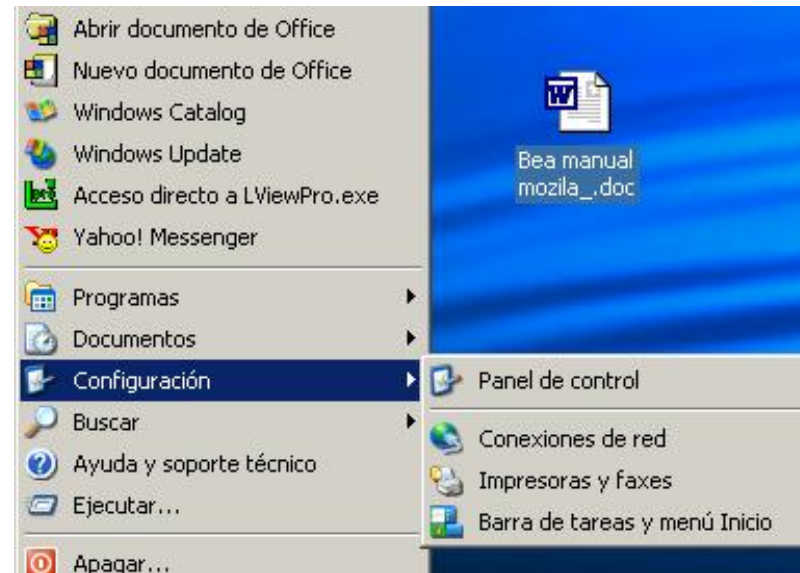 Abrir documento de Office
Nuevo documento de Office
Windows Catalog
Windows Update
Acceso directo a LViewPro.exe
Yahoo! Messenger
Programas
Documentos
Configuración
Buscar
Ayuda y soporte técnico
Ejecutar...
Apagar...
Panel de control
Conexiones de red
Impresoras y faxes
Barra de tareas y menú Inicio
Bea manual
mozila_.doc